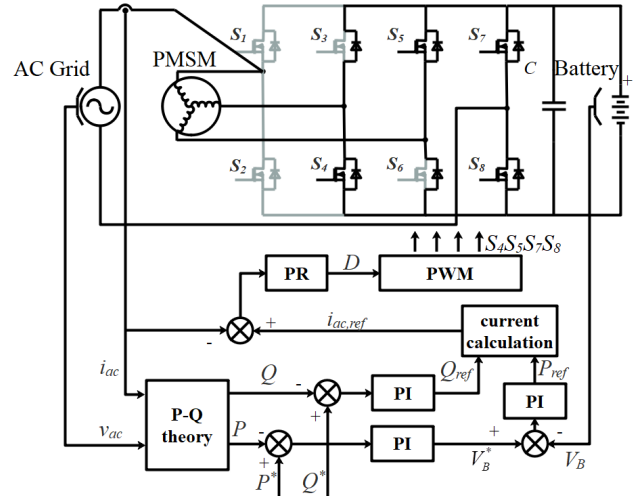 S1
S3
S5
S7
AC Grid
PMSM
C
Battery
+
S2
S4
S6
S8
S4S5S7S8
PR
D
PWM
-
+
iac,ref
current
calculation
iac
Q
-
+
PI
Qref
Pref
P-Q
theory
PI
vac
P
-
+
PI
+
-
VB*
VB
P*
Q*